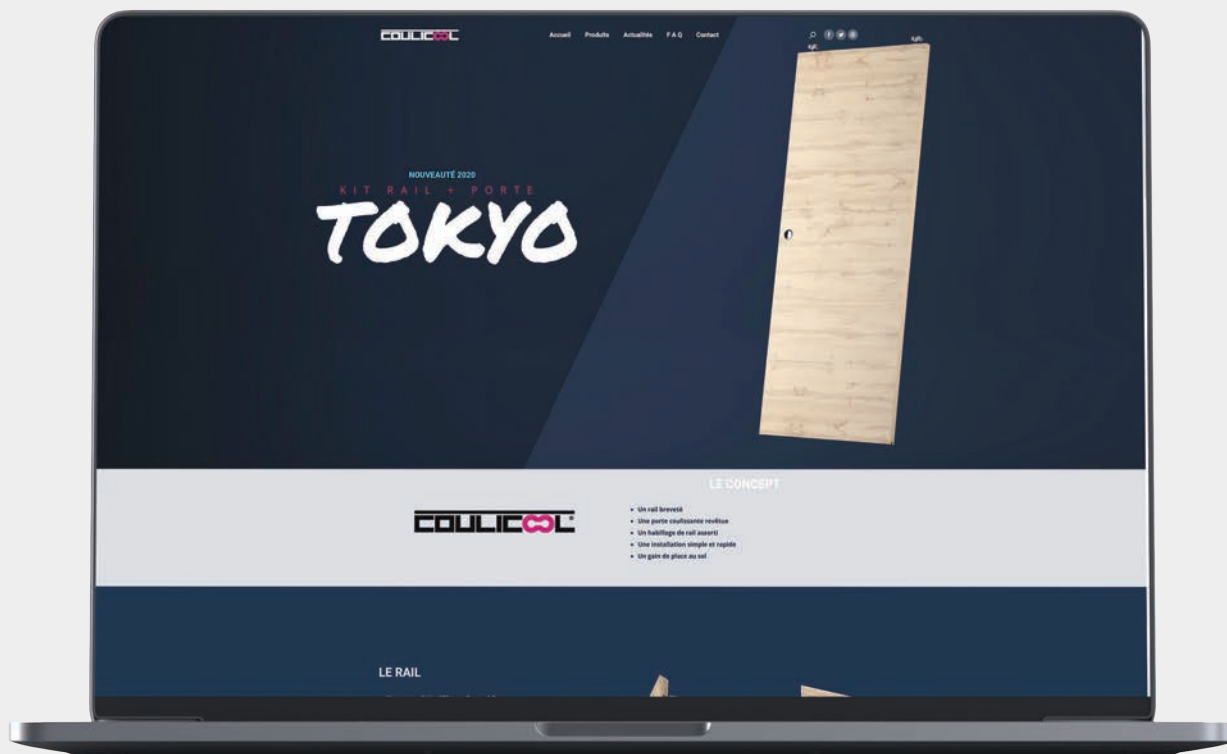 COULICOOL
Accueil Produits Actualités F A Q Contact
NOUVEAUTÉ 2020
KIT RAIL + PORTE
TOKYO
LE CONCEPT
COULICOOL®
• Un rail breveté
• Une porte coulissante revêtue
• Un habillage de rail assorti
• Une installation simple et rapide
• Un gain de place au sol
LE RAIL